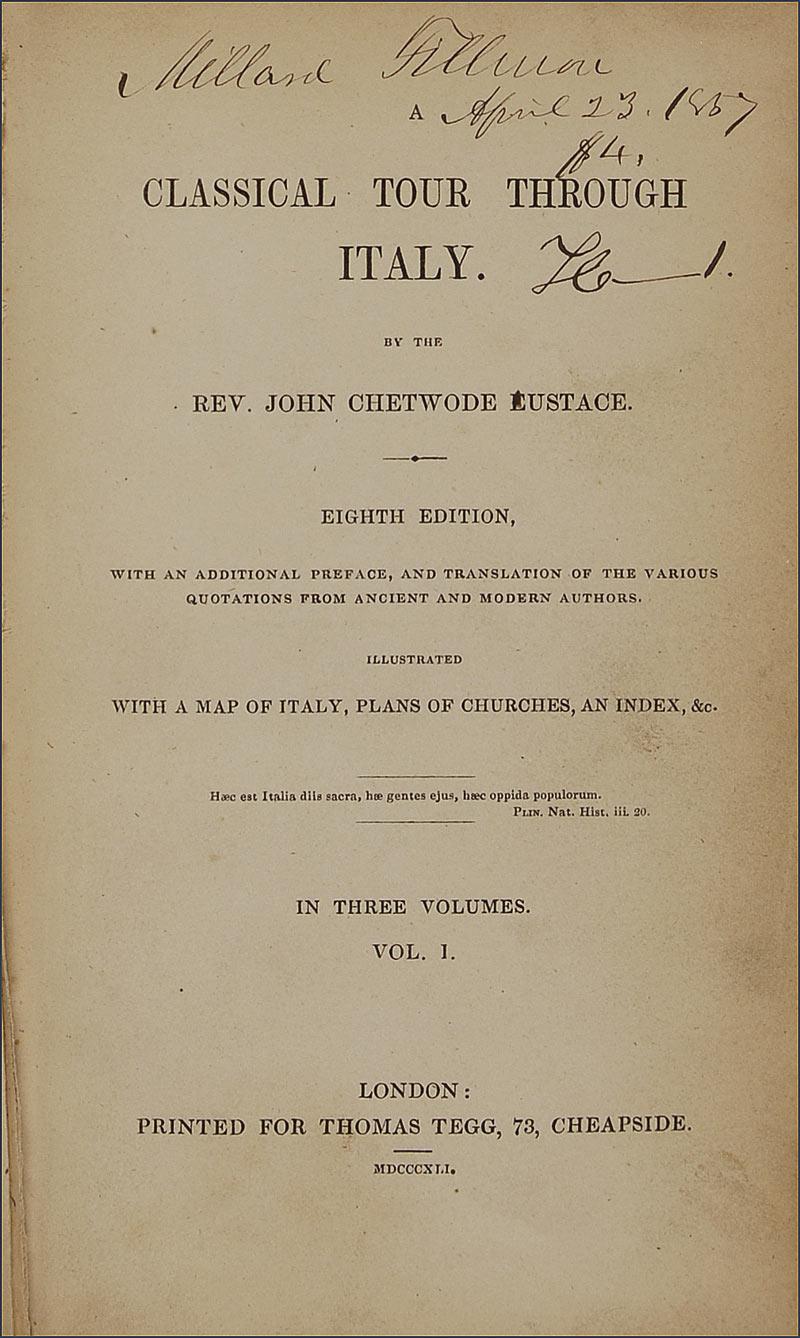 Millard Fillmore
A April 23. 1857
$4,
CLASSICAL TOUR THROUGH
ITALY. 1.
BY THE
REV. JOHN CHETWODE EUSTACE.
EIGHTH EDITION,
WITH AN ADDITIONAL PREFACE, AND TRANSLATION OF THE VARIOUS
QUOTATIONS FROM ANCIENT AND MODERN AUTHORS.
ILLUSTRATED
WITH A MAP OF ITALY, PLANS OF CHURCHES, AN INDEX, &c.
Hæc est Italia diis sacra, hæ gentes ejus, hæc oppida populorum.
PLIN. Nat. Hist. iii. 20.
IN THREE VOLUMES.
VOL. I.
LONDON:
PRINTED FOR THOMAS TEGG, 73, CHEAPSIDE.
MDCCCXLI.